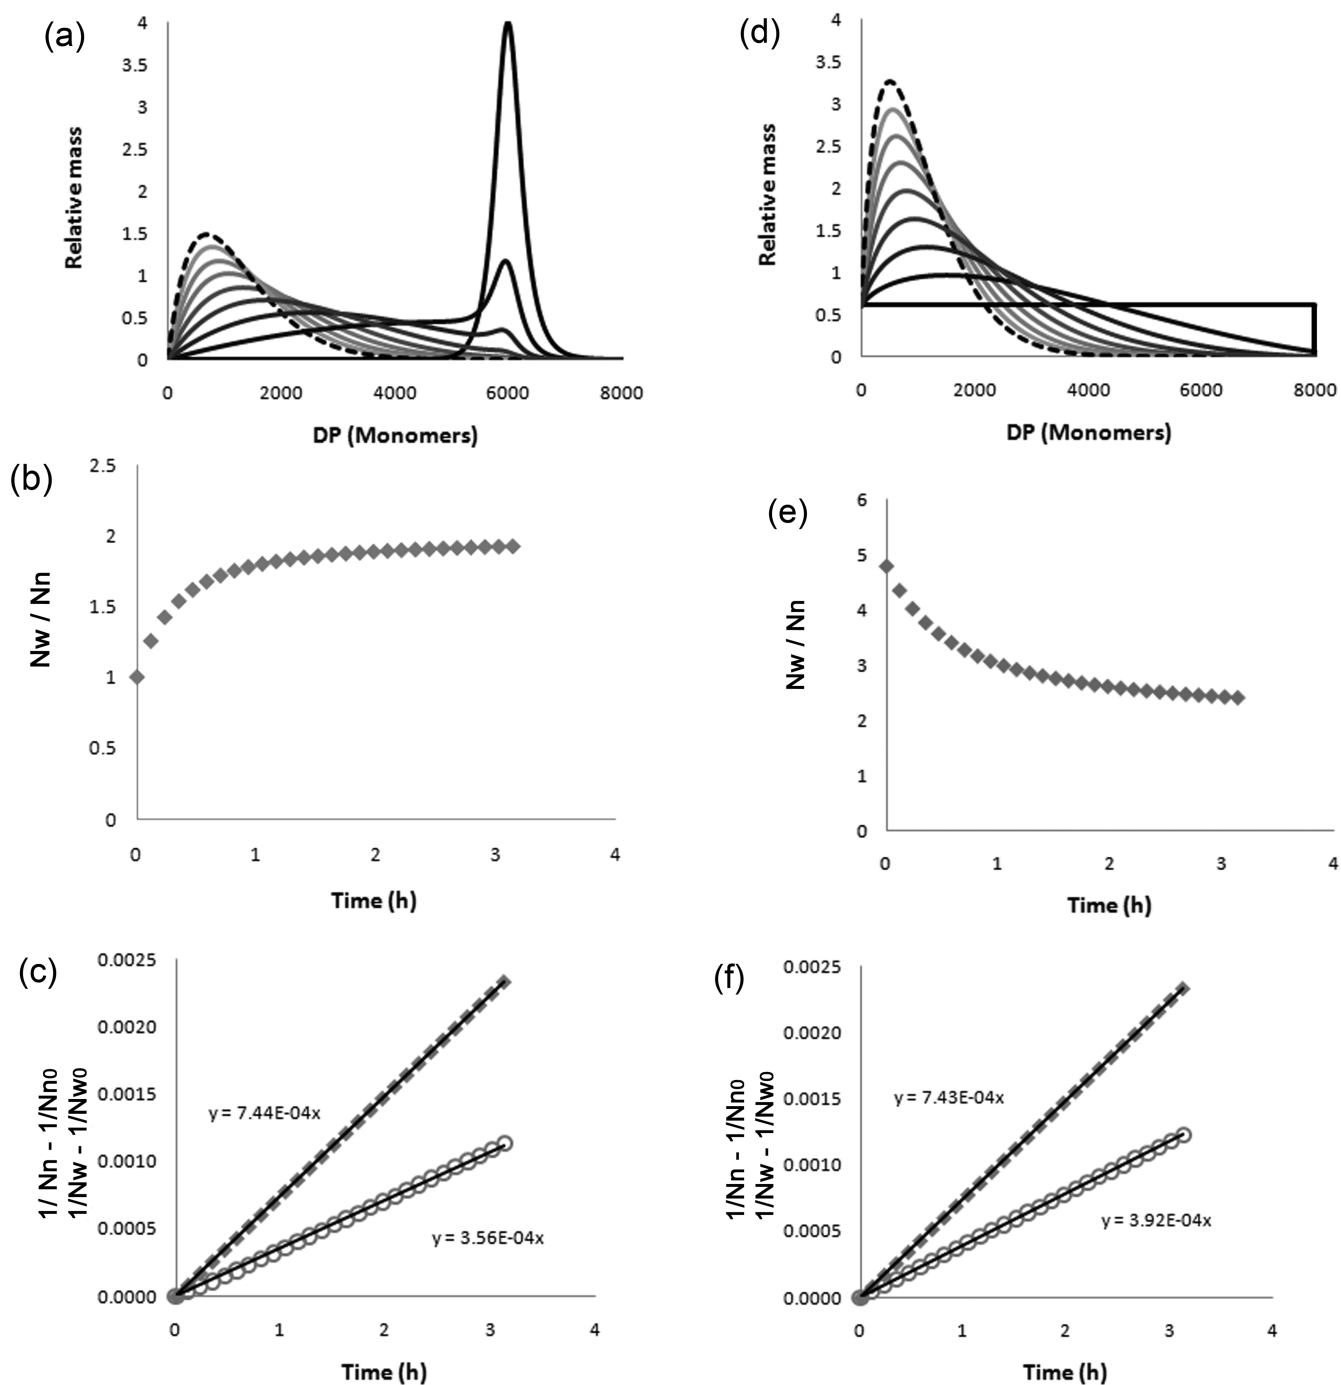 (a)
4
3.5
3
2.5
2
1.5
1
0.5
0
Relative mass
0 2000 4000 6000 8000
DP (Monomers)
(d)
4
3.5
3
2.5
2
1.5
1
0.5
0
Relative mass
0 2000 4000 6000 8000
DP (Monomers)
(b)
2.5
2
1.5
1
0.5
0
Nw / Nn
0 1 2 3 4
Time (h)
(e)
6
5
4
3
2
1
0
Nw / Nn
0 1 2 3 4
Time (h)
(c)
0.0025
0.0020
0.0015
0.0010
0.0005
0.0000
1/ Nn - 1/Nn0
1/Nw - 1/Nw0
y = 7.44E-04x
y = 3.56E-04x
0 1 2 3 4
Time (h)
(f)
0.0025
0.0020
0.0015
0.0010
0.0005
0.0000
1/Nn - 1/Nn0
1/Nw - 1/Nw0
y = 7.43E-04x
y = 3.92E-04x
0 1 2 3 4
Time (h)